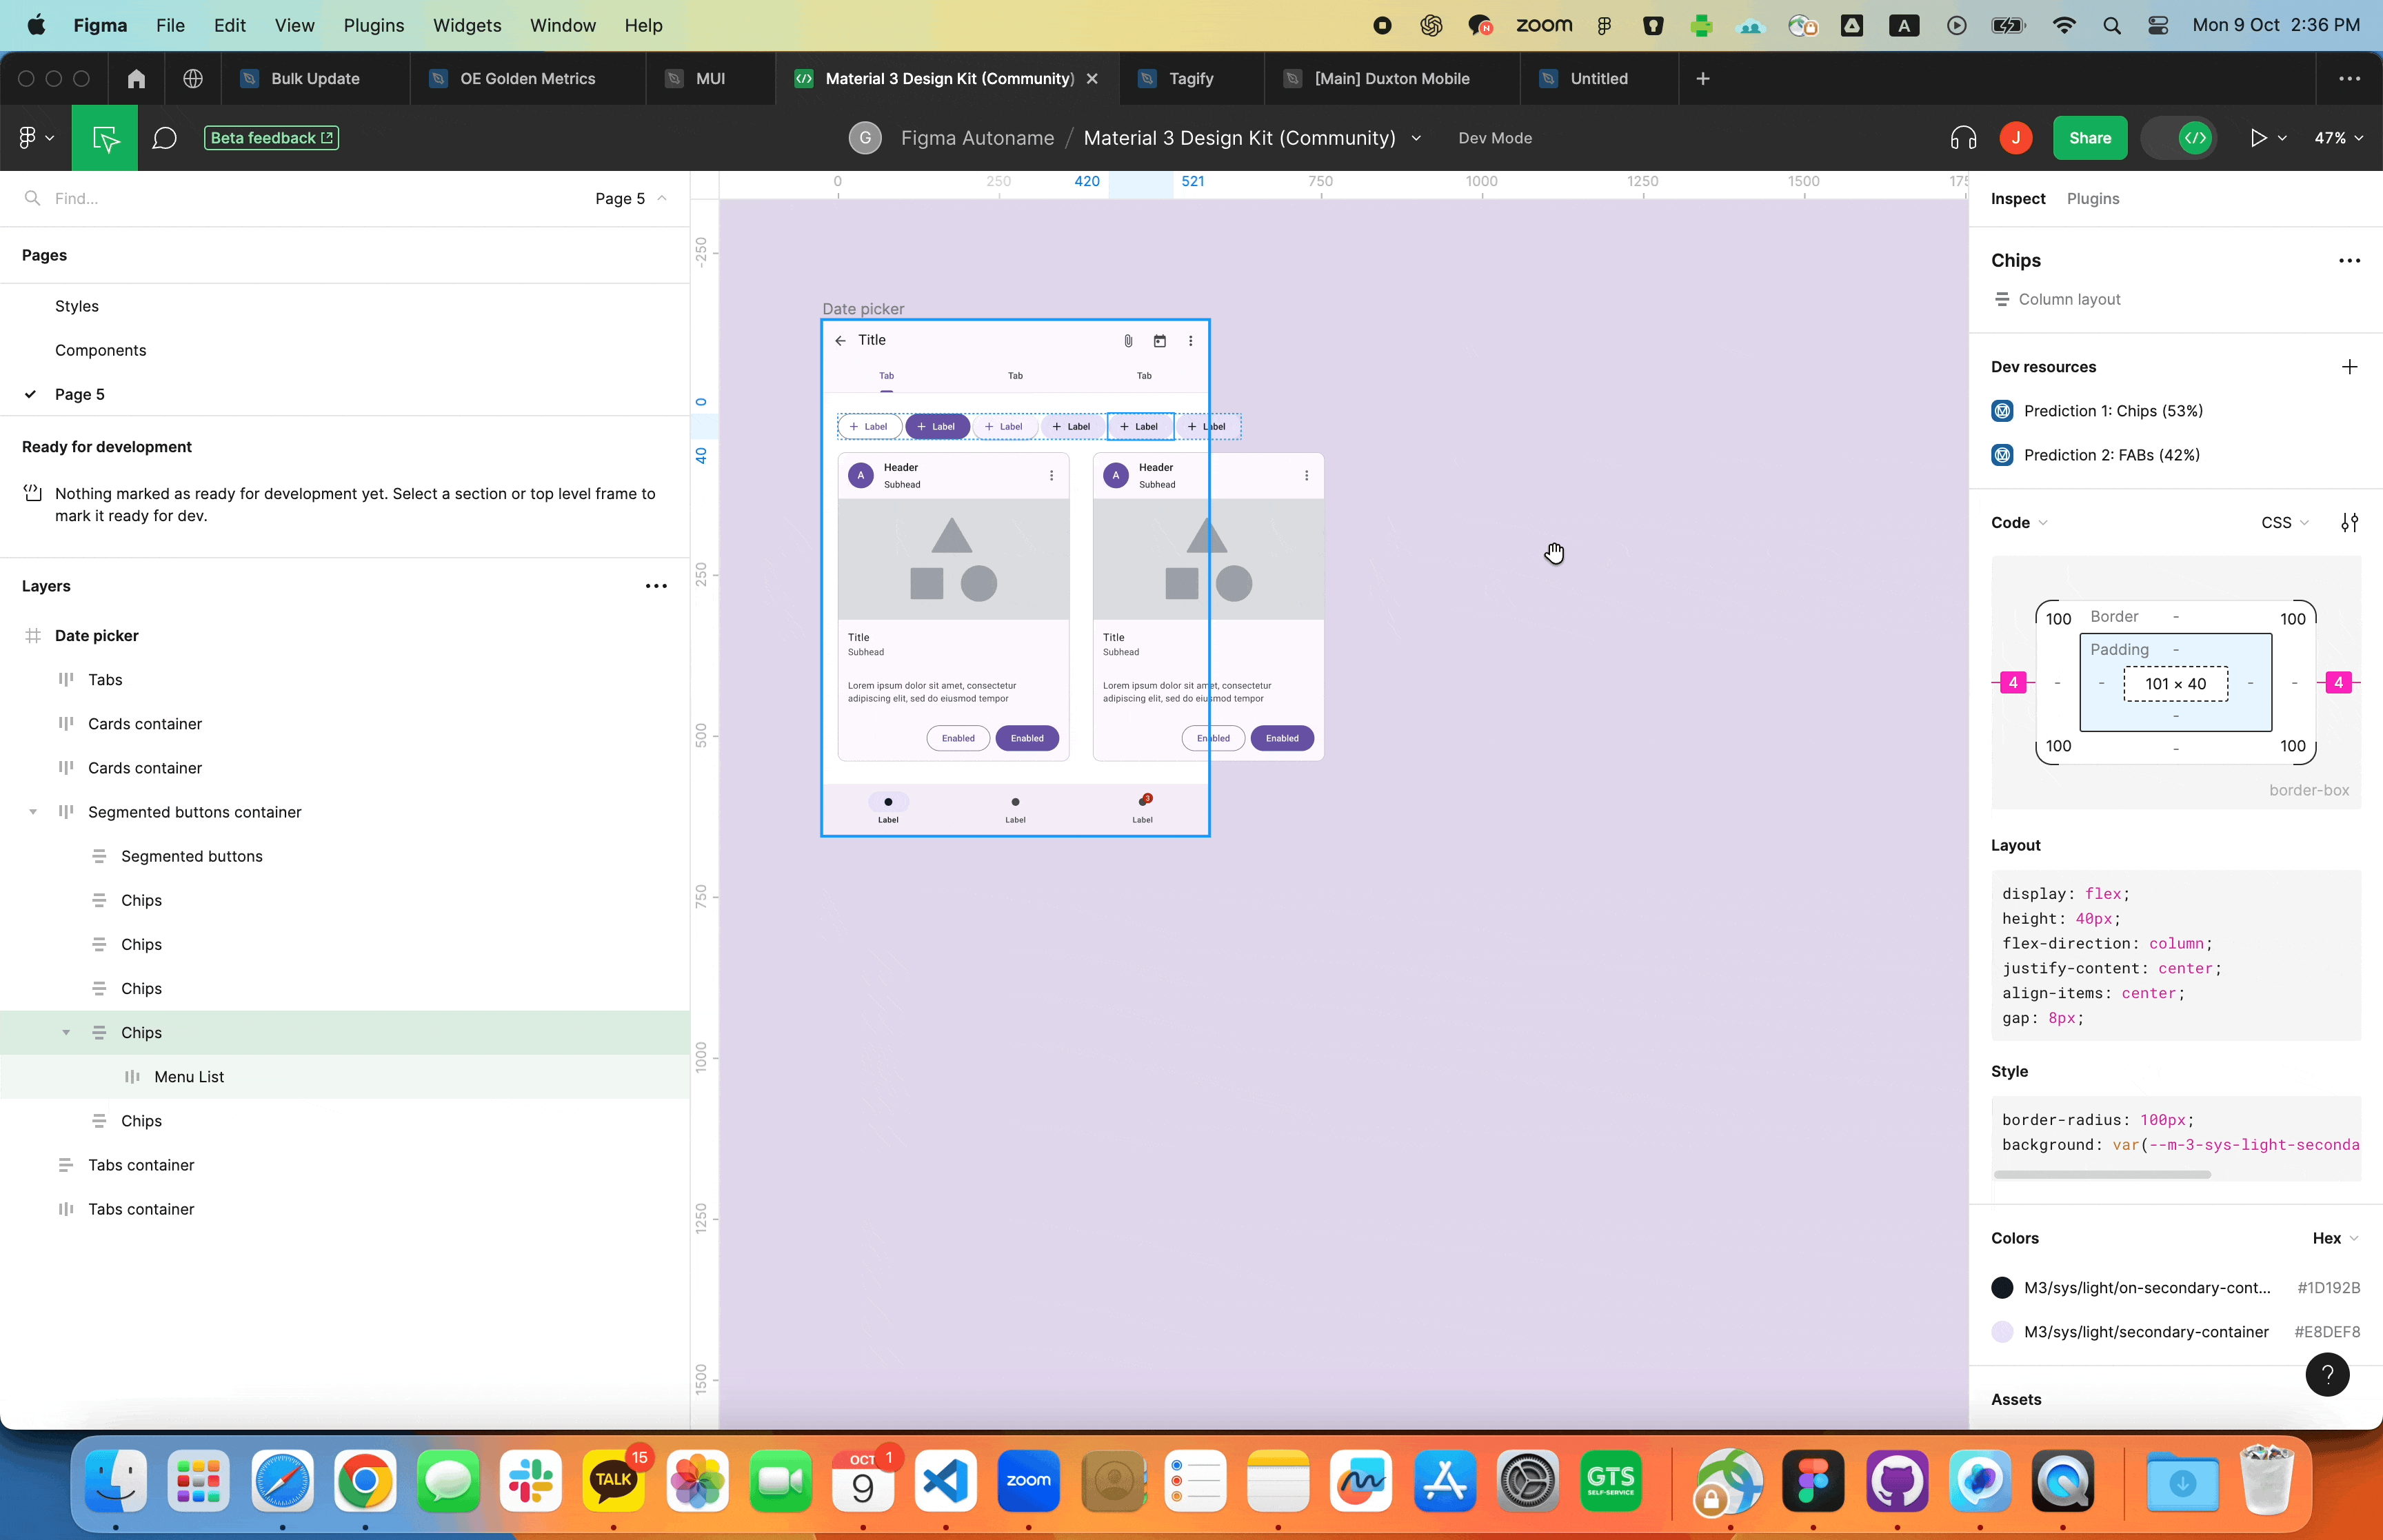 Figma File Edit View Plugins Widgets Window Help
zoom A Mon 9 Oct 2:36 PM
Bulk Update OE Golden Metrics MUI Material 3 Design Kit (Community) Tagify [Main] Duxton Mobile Untitled
Beta feedback G Figma Autoname / Material 3 Design Kit (Community) Dev Mode J Share 47%
Find... Page 5
Pages
Styles
Components
Page 5
Ready for development
Nothing marked as ready for development yet. Select a section or top level frame to
mark it ready for dev.
Layers
Date picker
Tabs
Cards container
Cards container
Segmented buttons container
Segmented buttons
Chips
Chips
Chips
Chips
Menu List
Chips
Tabs container
Tabs container
0 250 420 521 750 1000 1250 1500 175
-250
0
40
250
500
750
1000
1250
1500
Date picker
Title
Tab Tab Tab
Label Label Label Label Label Label
A Header
Subhead
Title
Subhead
Lorem ipsum dolor sit amet, consectetur
adipiscing elit, sed do eiusmod tempor
Enabled Enabled
A Header
Subhead
Title
Subhead
Lorem ipsum dolor sit amet, consectetur
adipiscing elit, sed do eiusmod tempor
Enabled Enabled
3
Label Label Label
Inspect Plugins
Chips
Column layout
Dev resources
Prediction 1: Chips (53%)
Prediction 2: FABs (42%)
Code CSS
100 Border - 100
Padding -
4 - - 101 × 40 - - 4
-
100 - 100
border-box
Layout
display: flex;
height: 40px;
flex-direction: column;
justify-content: center;
align-items: center;
gap: 8px;
Style
border-radius: 100px;
background: var(--m-3-sys-light-seconda
Colors Hex
M3/sys/light/on-secondary-cont... #1D192B
M3/sys/light/secondary-container #E8DEF8
?
Assets
TALK 15 OCT 9 1 zoom GTS
SELF-SERVICE